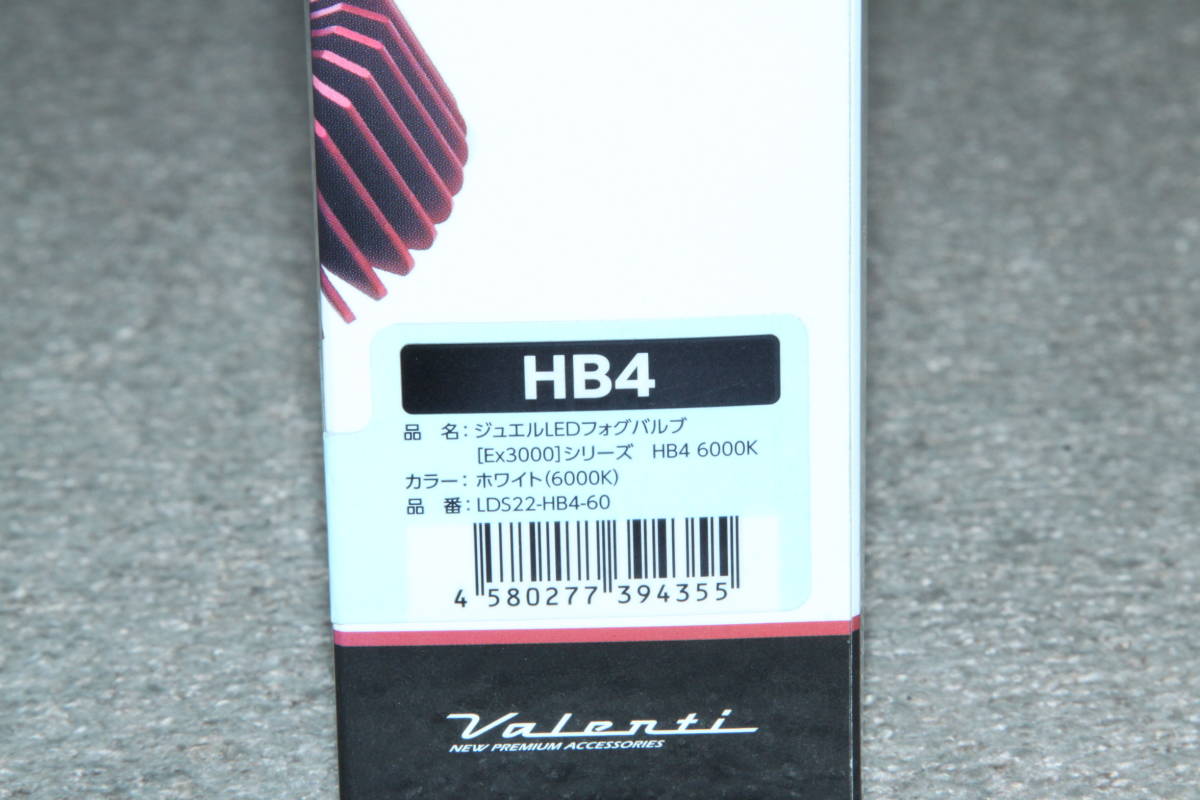 HB4
品 名：ジュエルLEDフォグバルブ
[Ex3000]シリーズ HB4 6000K
カラー：ホワイト(6000K)
品 番：LDS22-HB4-60
4 580277 394355
Valenti
NEW PREMIUM ACCESSORIES